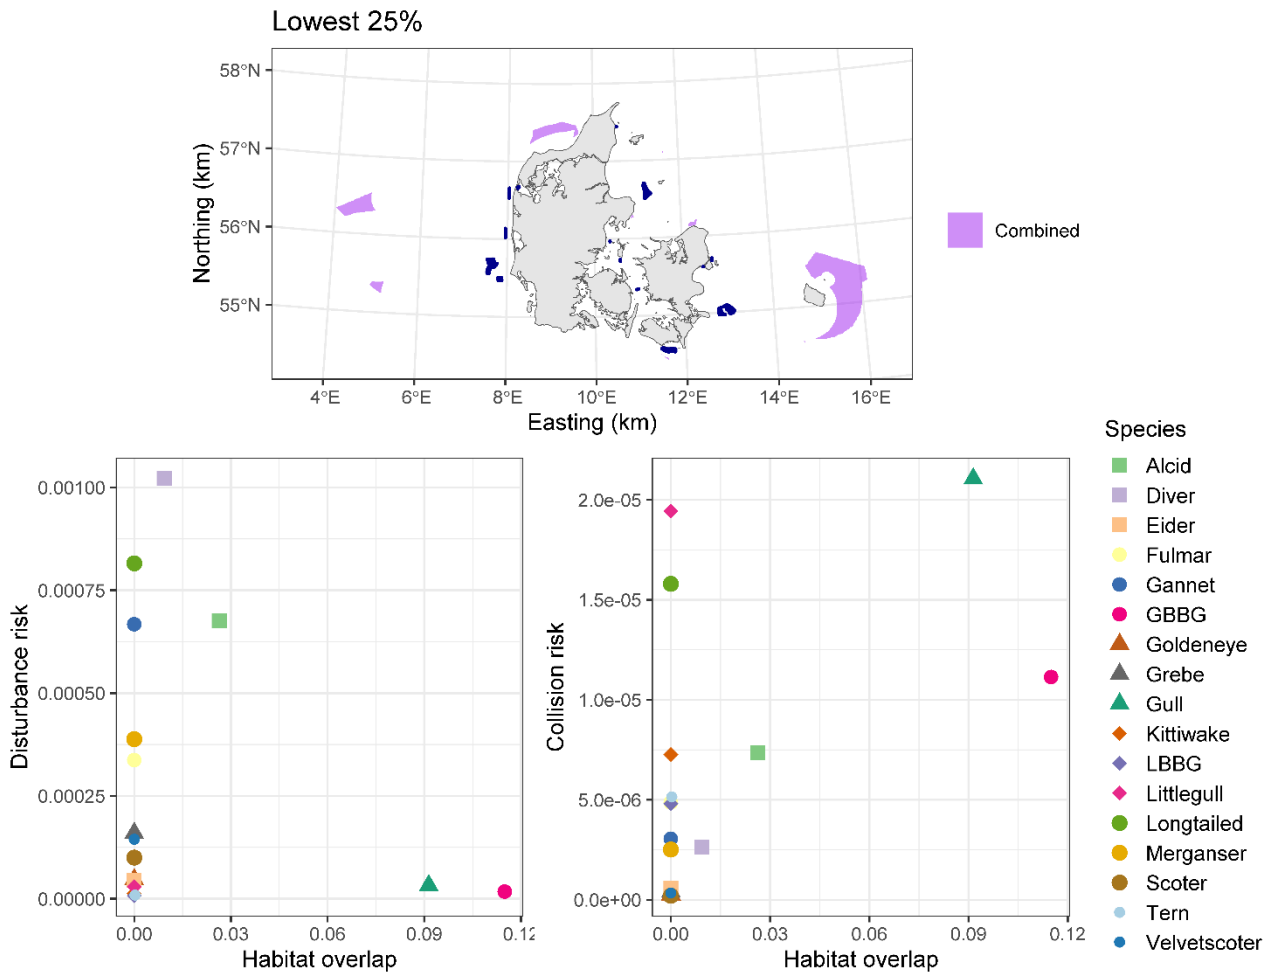 Lowest 25%
58°N
57°N
56°N
55°N
Northing (km)
4°E 6°E 8°E 10°E 12°E 14°E 16°E
Easting (km)
Combined
0.00100
0.00075
0.00050
0.00025
0.00000
Disturbance risk
0.00 0.03 0.06 0.09 0.12
Habitat overlap
2.0e-05
1.5e-05
1.0e-05
5.0e-06
0.0e+00
Collision risk
0.00 0.03 0.06 0.09 0.12
Habitat overlap
Species
Alcid
Diver
Eider
Fulmar
Gannet
GBBG
Goldeneye
Grebe
Gull
Kittiwake
LBBG
Littlegull
Longtailed
Merganser
Scoter
Tern
Velvetscoter